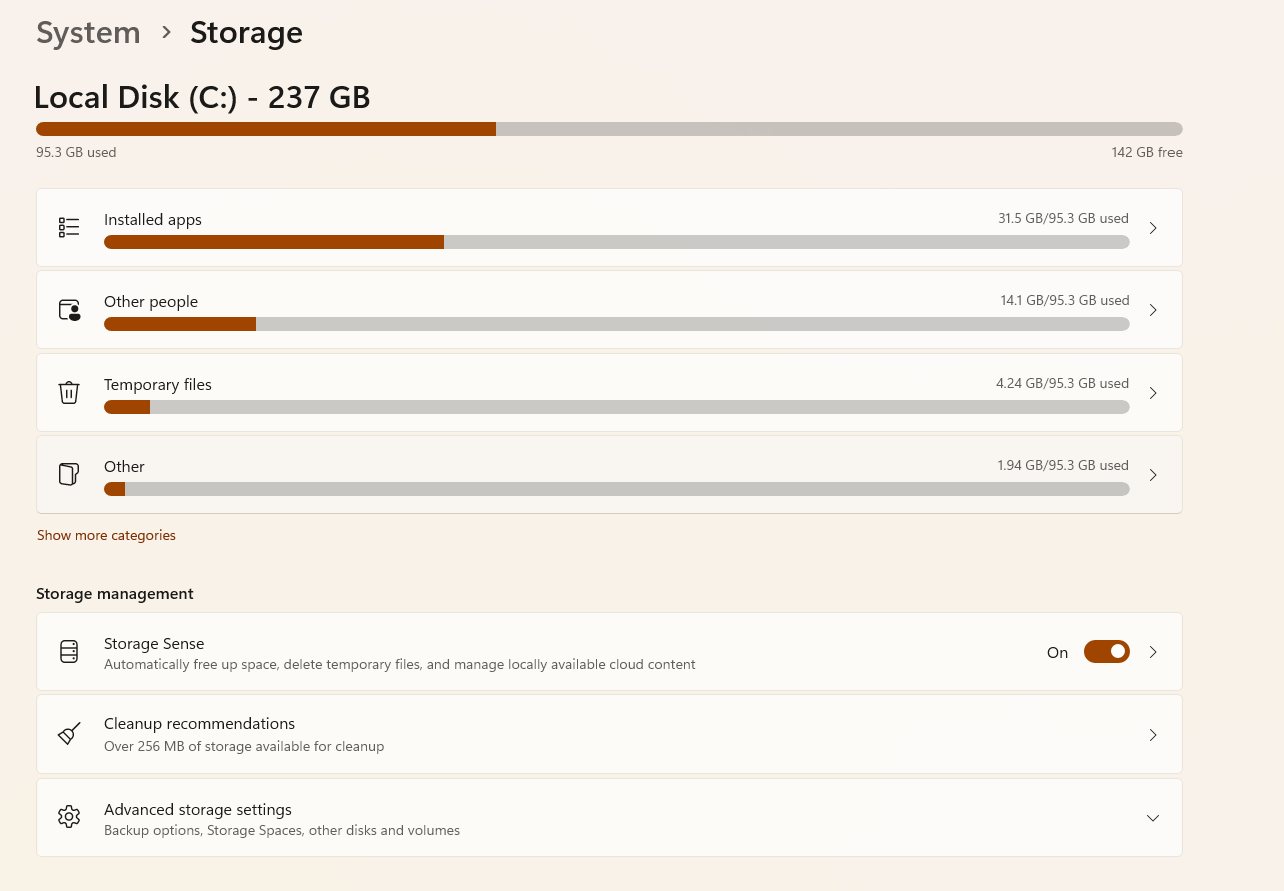 System > Storage
Local Disk (C:) - 237 GB
95.3 GB used 142 GB free
Installed apps 31.5 GB/95.3 GB used
Other people 14.1 GB/95.3 GB used
Temporary files 4.24 GB/95.3 GB used
Other 1.94 GB/95.3 GB used
Show more categories
Storage management
Storage Sense
Automatically free up space, delete temporary files, and manage locally available cloud content
On
Cleanup recommendations
Over 256 MB of storage available for cleanup
Advanced storage settings
Backup options, Storage Spaces, other disks and volumes